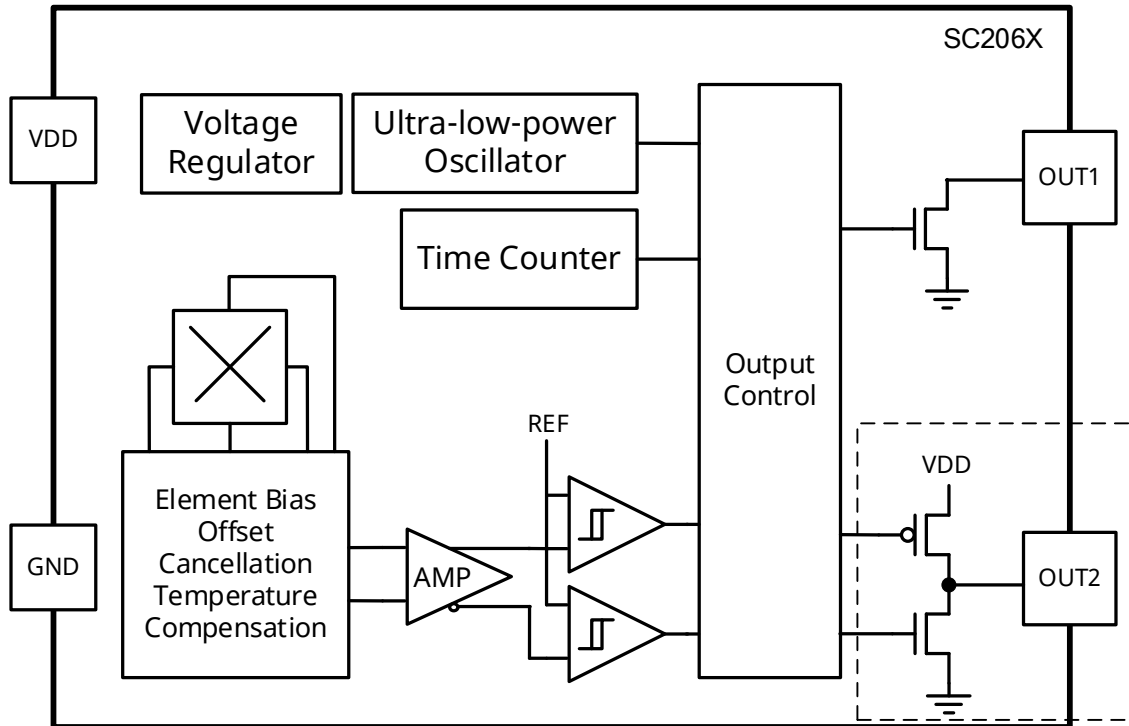 SC206X
VDD
Voltage
Regulator
Ultra-low-power
Oscillator
OUT1
Time Counter
Output
Control
REF
VDD
Element Bias
Offset
Cancellation
Temperature
Compensation
GND
AMP
OUT2